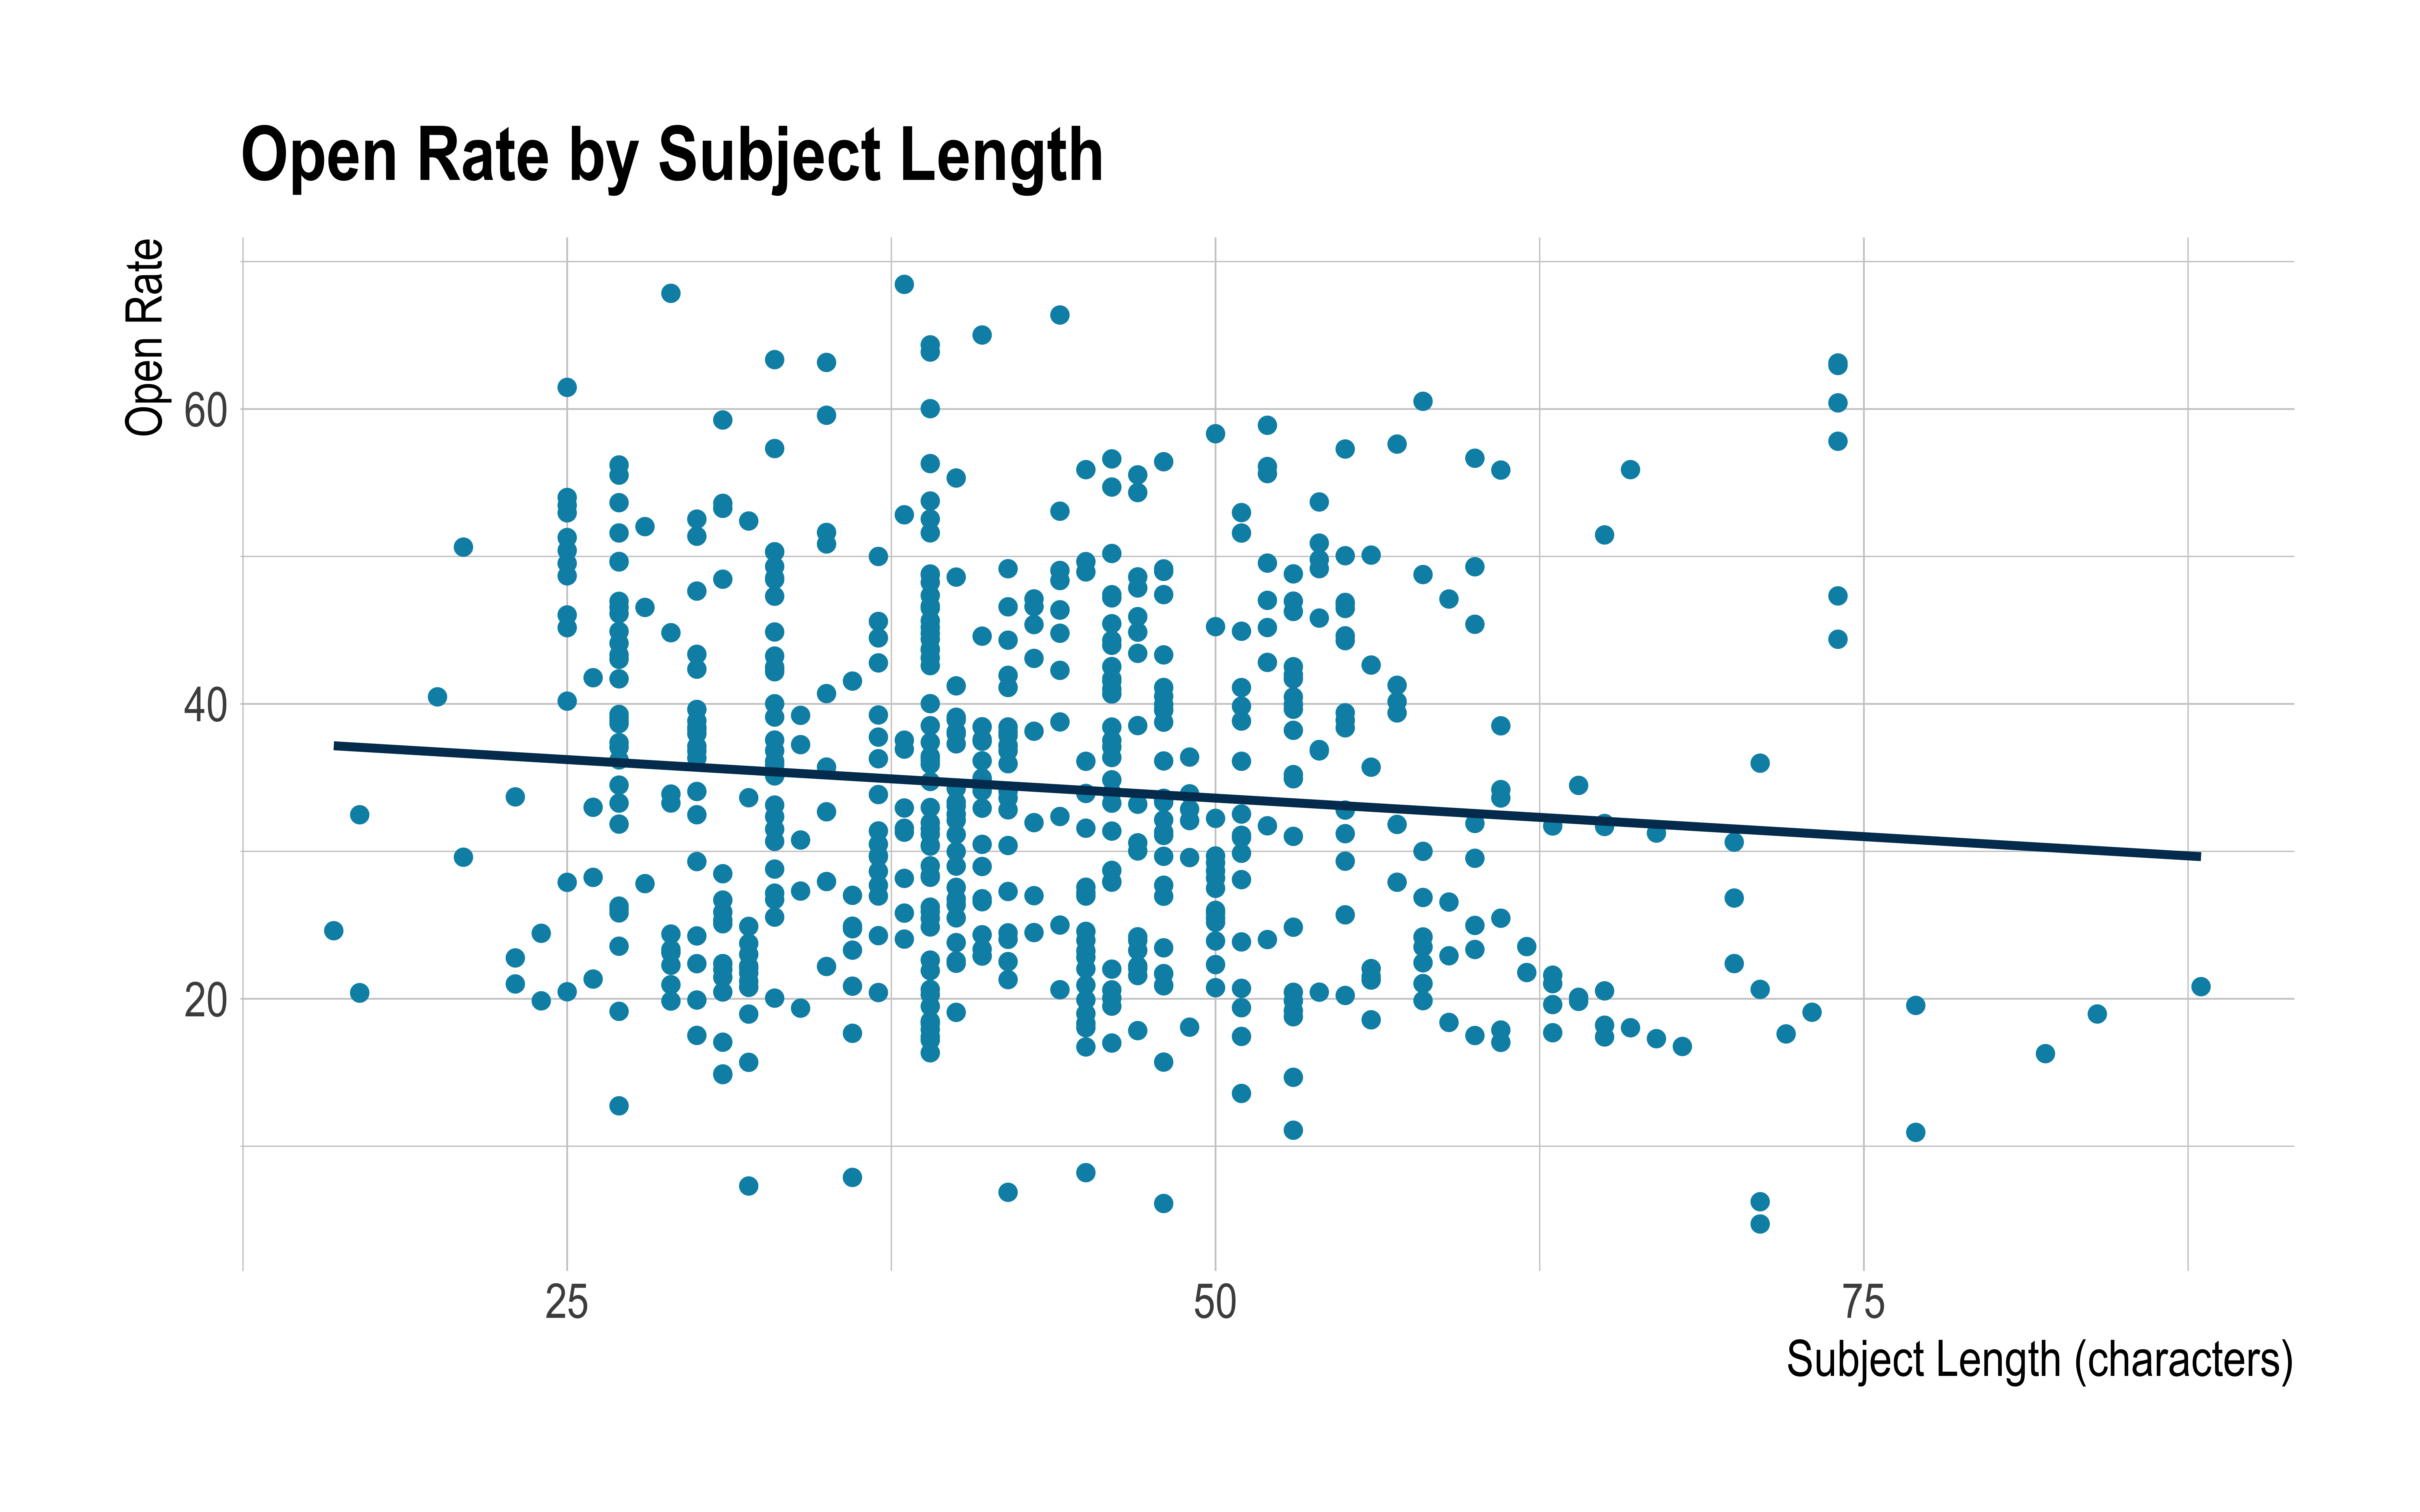 Open Rate by Subject Length
Open Rate
60
40
20
25
50
75
Subject Length (characters)